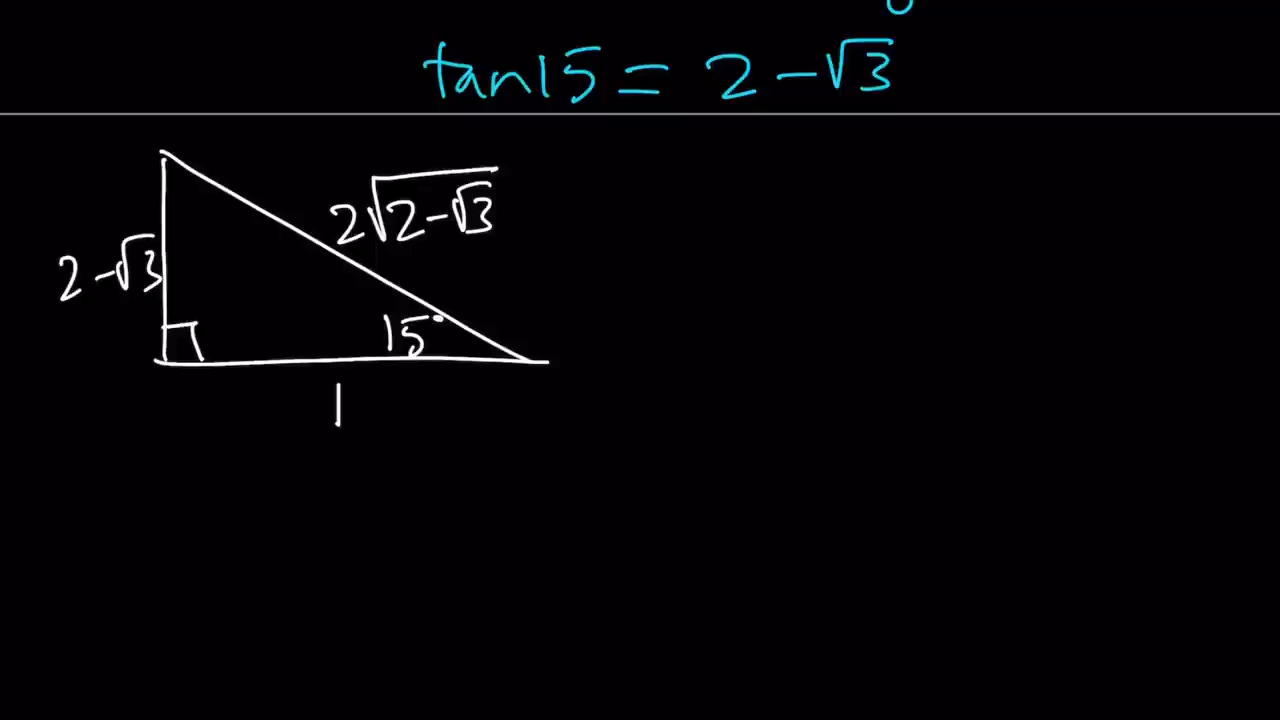 tan15 = 2 - √3
2√(2-√3)
2-√3
15°
1